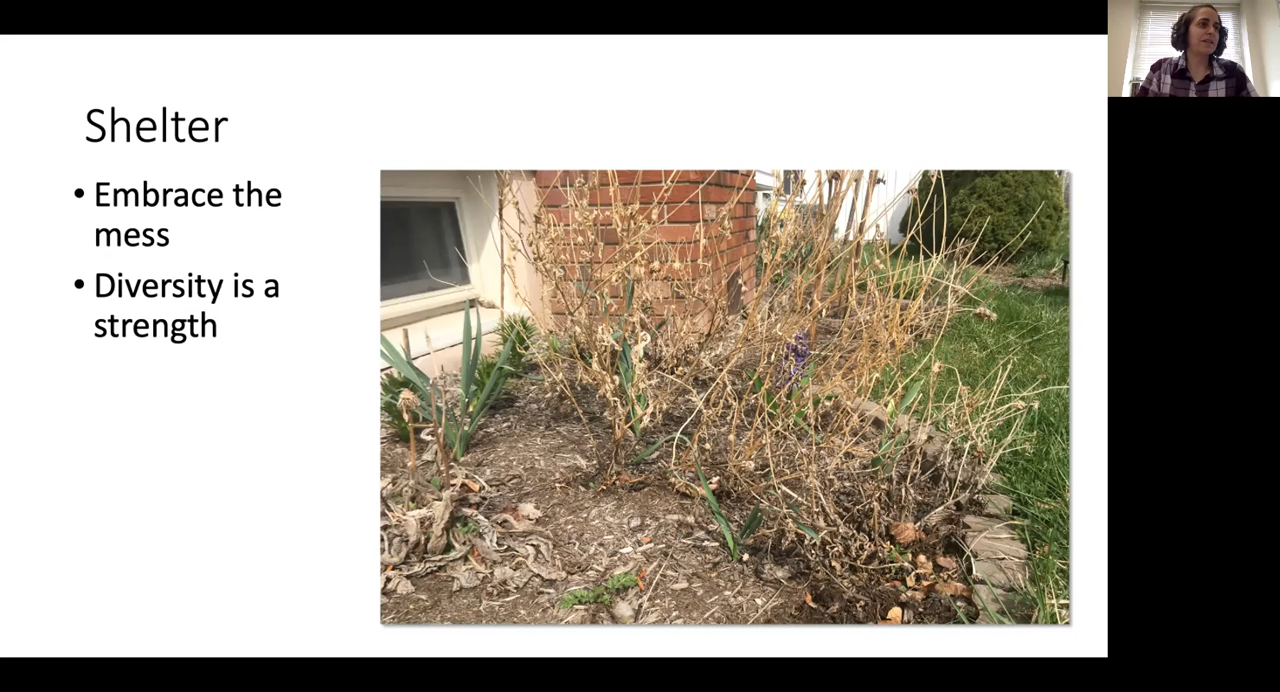 Shelter
• Embrace the
mess
• Diversity is a
strength